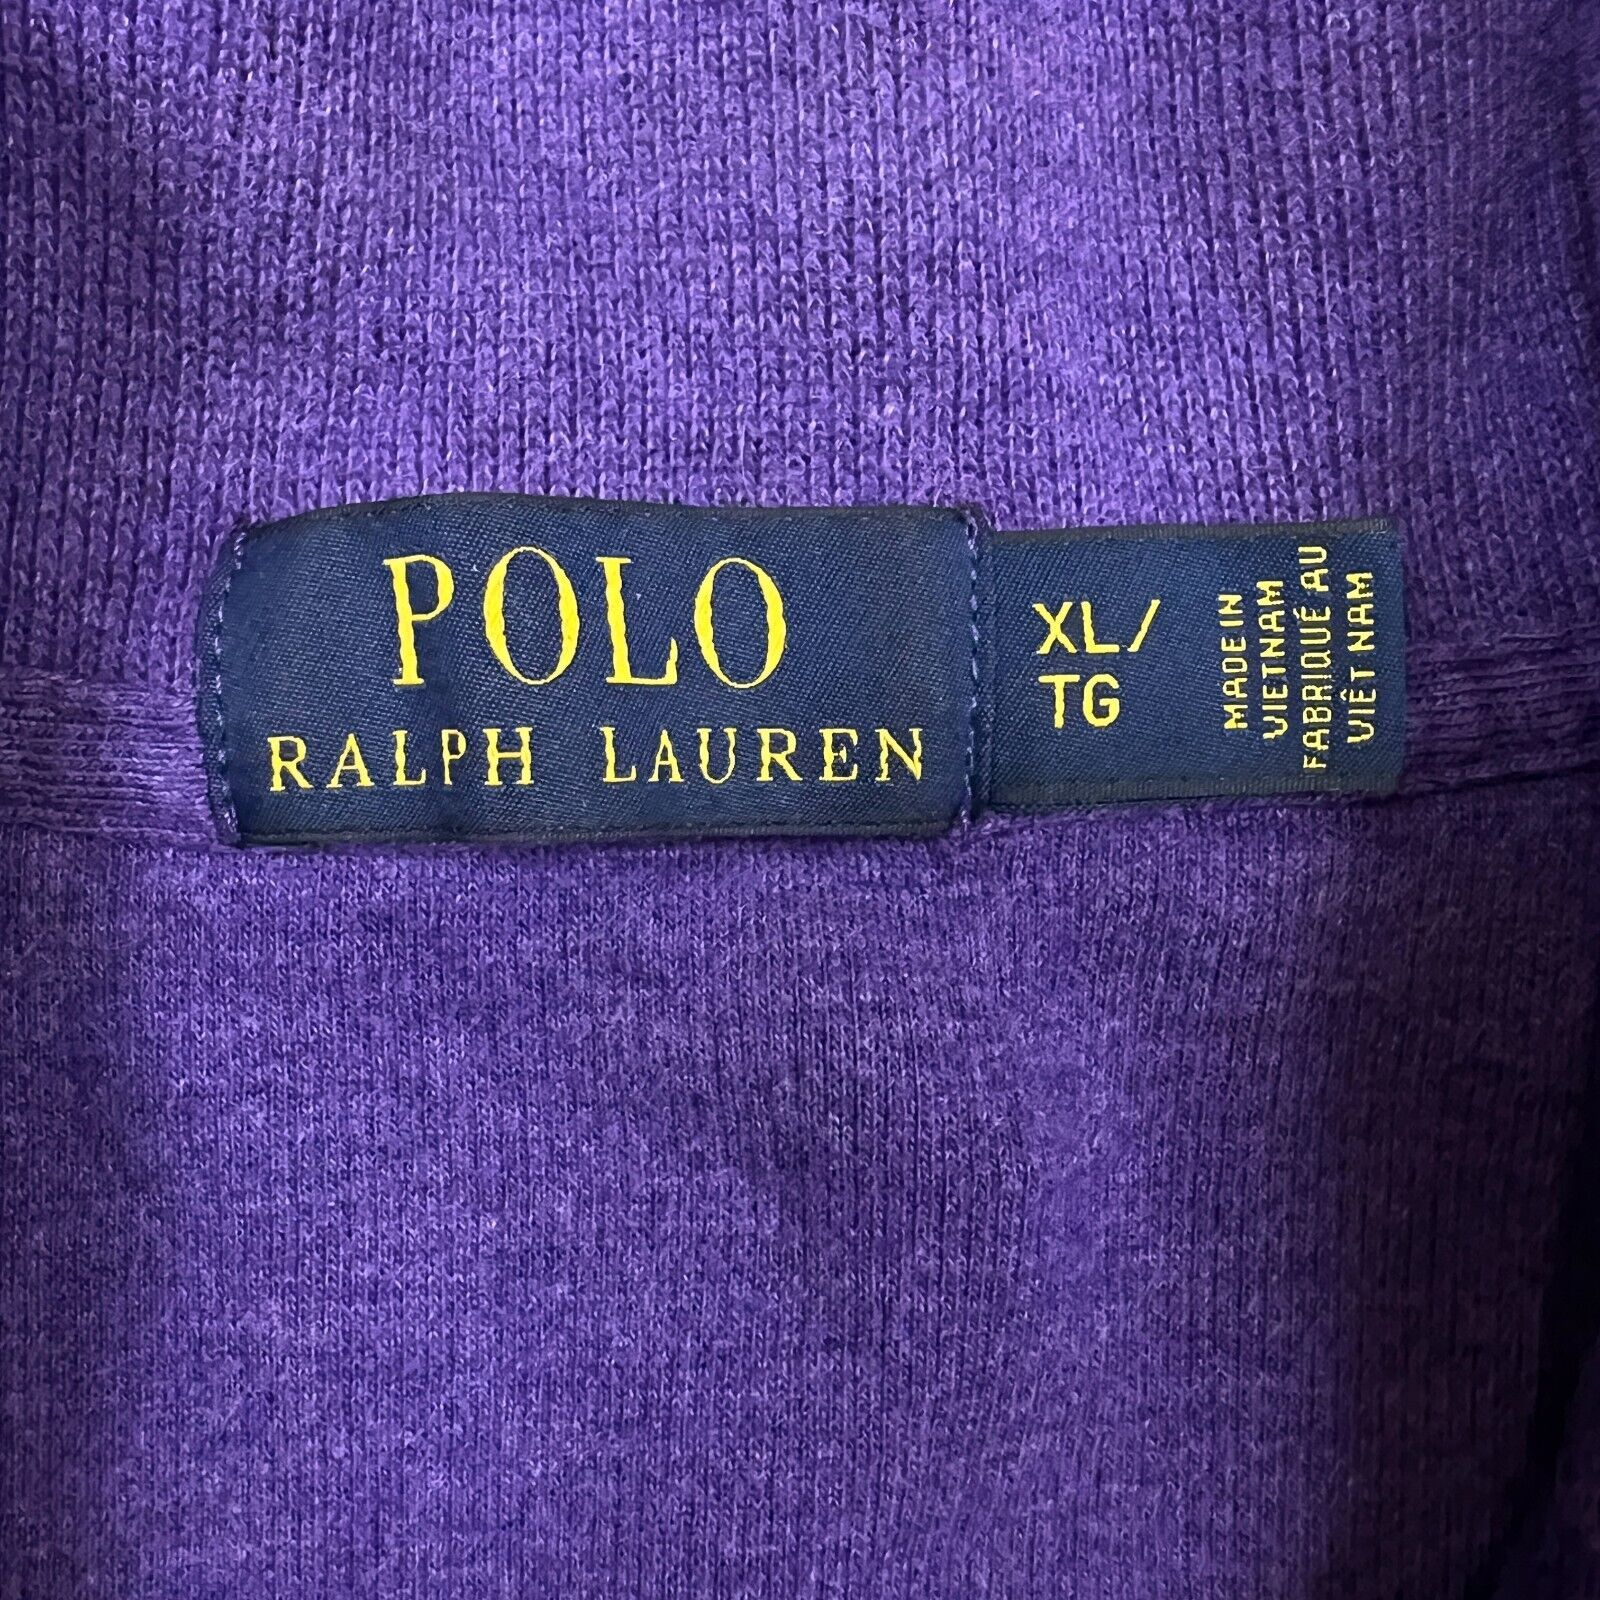 POLO
RALPH LAUREN
XL/
TG
MADE IN
VIETNAM
FABRIQUÉ AU
VIÊT NAM